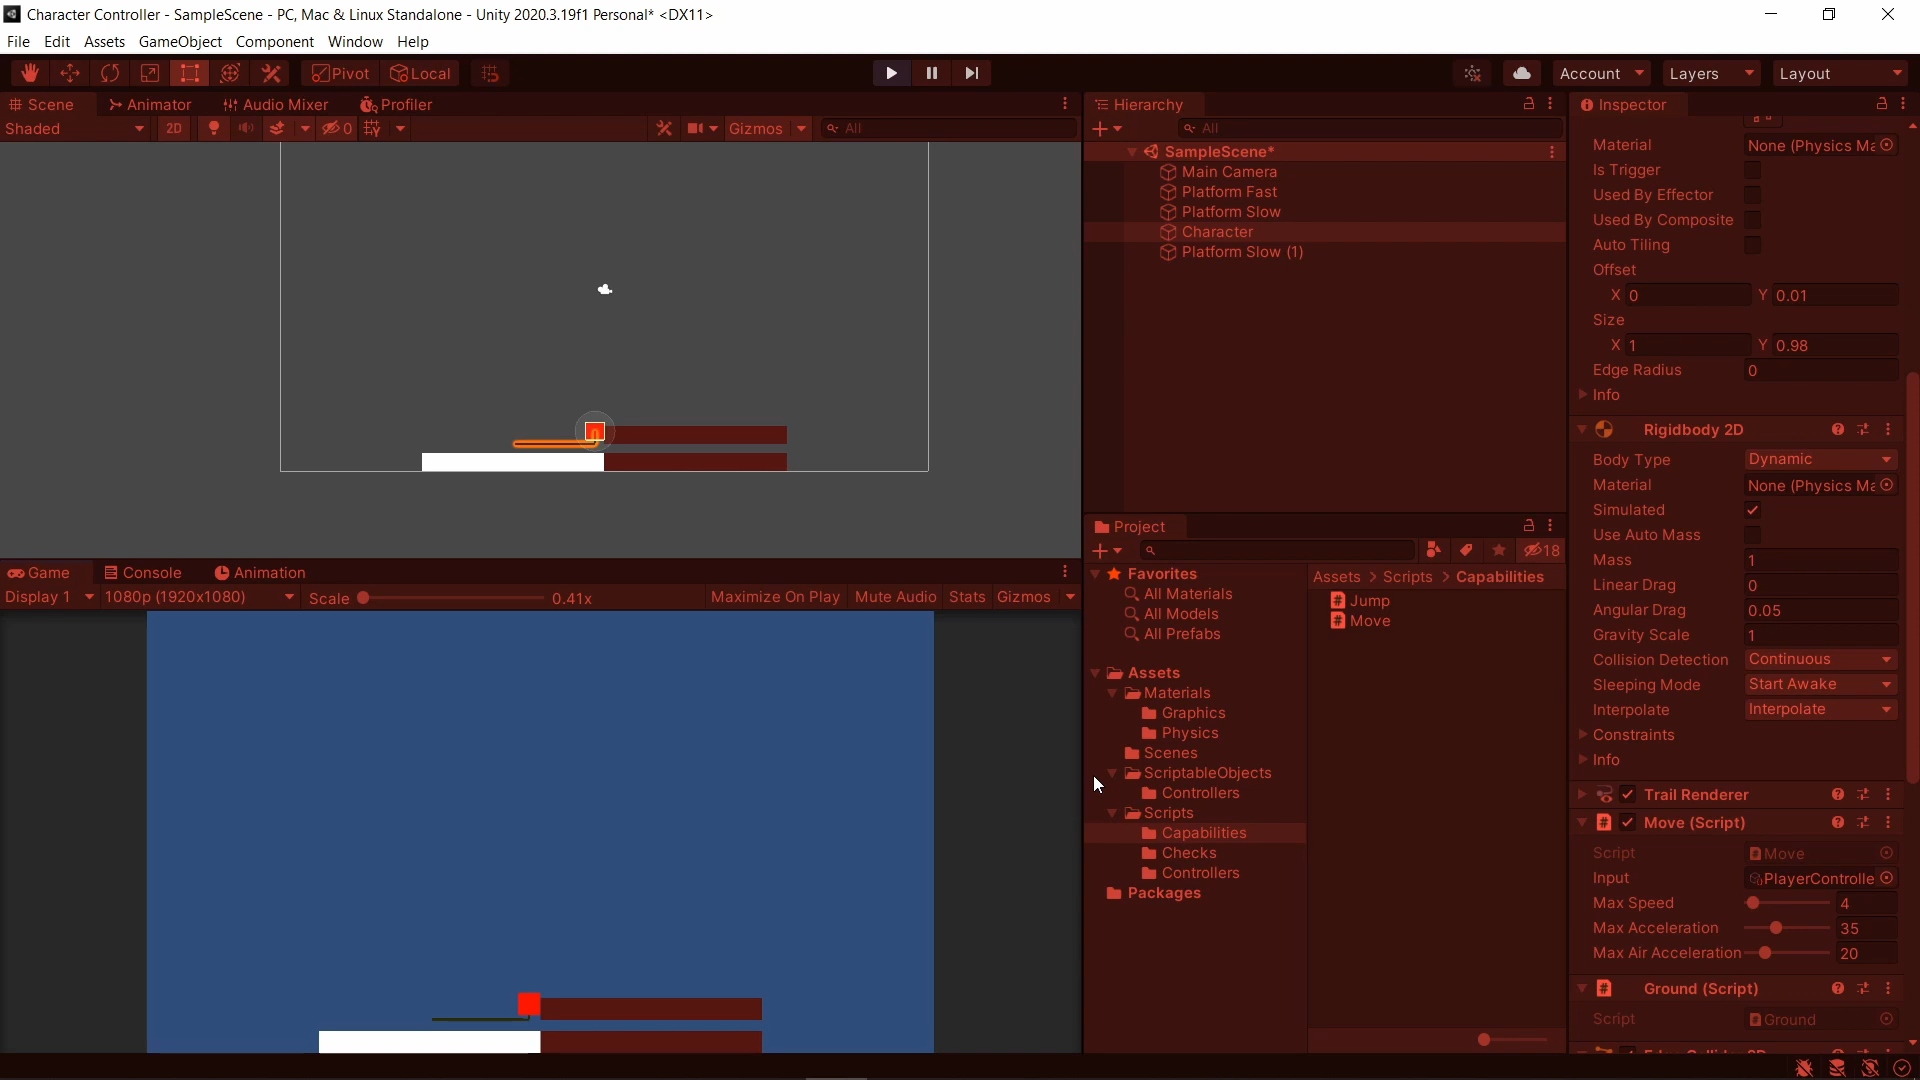 Character Controller - SampleScene - PC, Mac & Linux Standalone - Unity 2020.3.19f1 Personal* <DX11>
File Edit Assets GameObject Component Window Help
Pivot Local Account Layers Layout
Scene Animator Audio Mixer Profiler
Shaded 2D 0 Gizmos All
Hierarchy
All
SampleScene*
Main Camera
Platform Fast
Platform Slow
Character
Platform Slow (1)
Game Console Animation
Display 1 1080p (1920x1080) Scale 0.41x Maximize On Play Mute Audio Stats Gizmos
Project
18
Favorites
All Materials
All Models
All Prefabs
Assets
Materials
Graphics
Physics
Scenes
ScriptableObjects
Controllers
Scripts
Capabilities
Checks
Controllers
Packages
Assets > Scripts > Capabilities
Jump
Move
Inspector
Material None (Physics Ma
Is Trigger
Used By Effector
Used By Composite
Auto Tiling
Offset
X 0 Y 0.01
Size
X 1 Y 0.98
Edge Radius 0
Info
Rigidbody 2D
Body Type Dynamic
Material None (Physics Ma
Simulated
Use Auto Mass
Mass 1
Linear Drag 0
Angular Drag 0.05
Gravity Scale 1
Collision Detection Continuous
Sleeping Mode Start Awake
Interpolate Interpolate
Constraints
Info
Trail Renderer
Move (Script)
Script Move
Input PlayerControlle
Max Speed 4
Max Acceleration 35
Max Air Acceleration 20
Ground (Script)
Script Ground